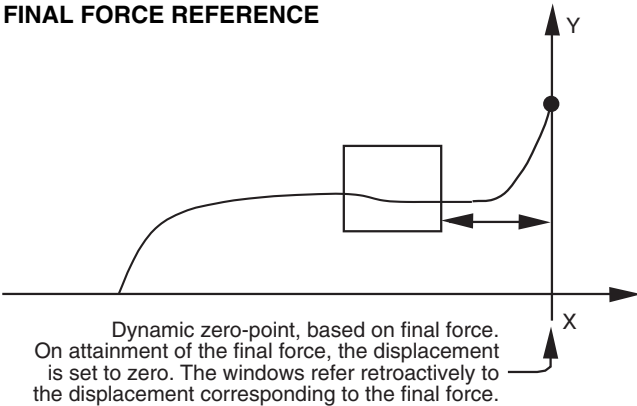 FINAL FORCE REFERENCE
Y
X
Dynamic zero-point, based on final force.
On attainment of the final force, the displacement
is set to zero. The windows refer retroactively to
the displacement corresponding to the final force.